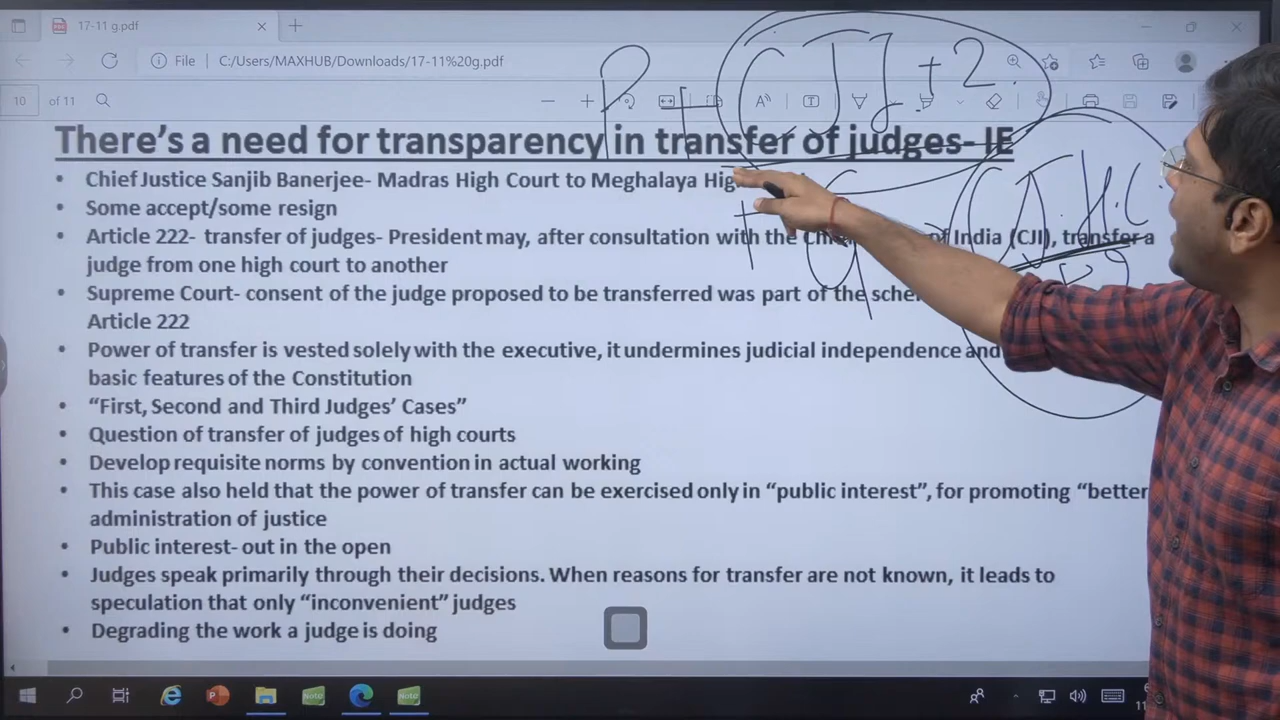 17-11 g.pdf
File C:/Users/MAXHUB/Downloads/17-11%20g.pdf
10 of 11
P + CJI + 2
There's a need for transparency in transfer of judges- IE
• Chief Justice Sanjib Banerjee- Madras High Court to Meghalaya
• Some accept/some resign
• Article 222- transfer of judges- President may, after consultation with the of India (CJI), transfer a
judge from one high court to another
• Supreme Court- consent of the judge proposed to be transferred was part of the
Article 222
• Power of transfer is vested solely with the executive, it undermines judicial independence and
basic features of the Constitution
• “First, Second and Third Judges’ Cases”
• Question of transfer of judges of high courts
• Develop requisite norms by convention in actual working
• This case also held that the power of transfer can be exercised only in “public interest”, for promoting “better
administration of justice
• Public interest- out in the open
• Judges speak primarily through their decisions. When reasons for transfer are not known, it leads to
speculation that only “inconvenient” judges
• Degrading the work a judge is doing
+ 4
CJ.H.C